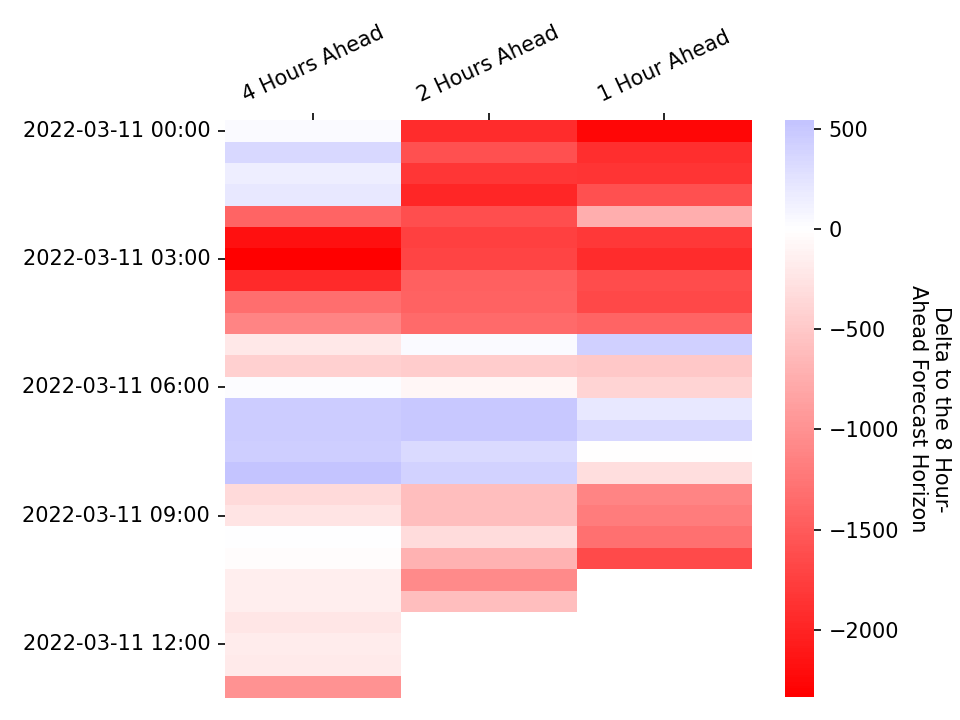 4 Hours Ahead
2 Hours Ahead
1 Hour Ahead
2022-03-11 00:00
2022-03-11 03:00
2022-03-11 06:00
2022-03-11 09:00
2022-03-11 12:00
500
0
−500
−1000
−1500
−2000
Delta to the 8 Hour-
Ahead Forecast Horizon